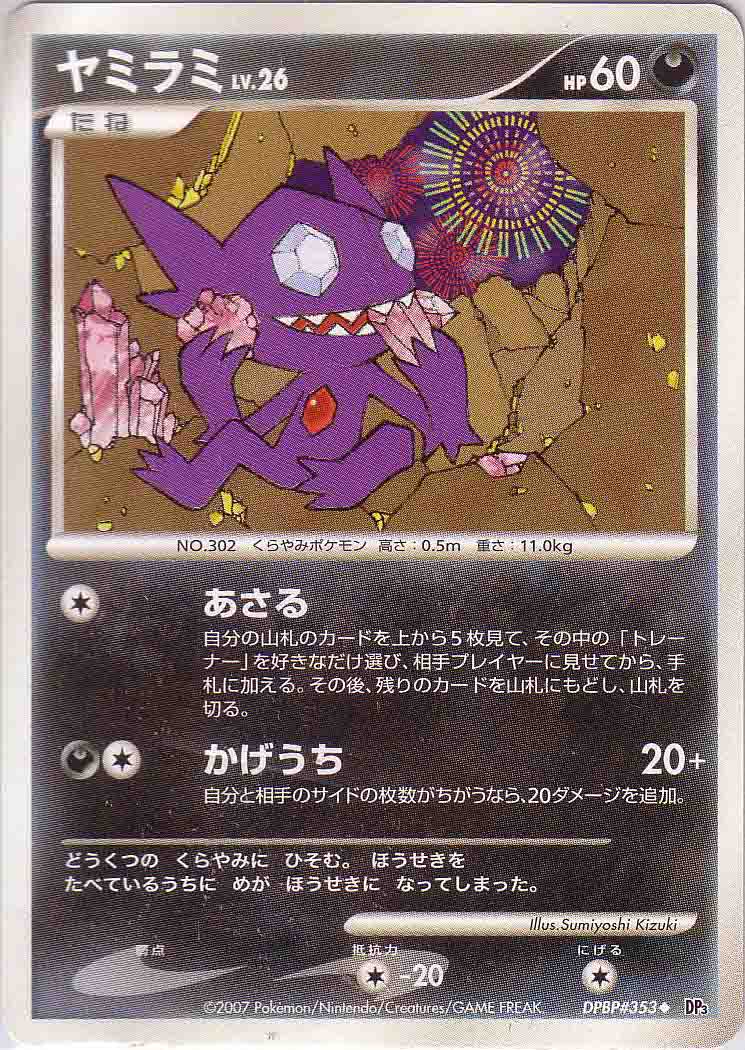 ヤミラミ LV.26 HP 60
たね
NO.302 くらやみポケモン 高さ：0.5m 重さ：11.0kg
あさる
自分の山札のカードを上から5枚見て、その中の「トレー
ナー」を好きなだけ選び、相手プレイヤーに見せてから、手
札に加える。その後、残りのカードを山札にもどし、山札を
切る。
かげうち 20+
自分と相手のサイドの枚数がちがうなら、20ダメージを追加。
どうくつの くらやみに ひそむ。 ほうせきを
たべているうちに めが ほうせきに なってしまった。
Illus.Sumiyoshi Kizuki
弱点 抵抗力 にげる
-20
©2007 Pokémon/Nintendo/Creatures/GAME FREAK DPBP#353◆ DP3